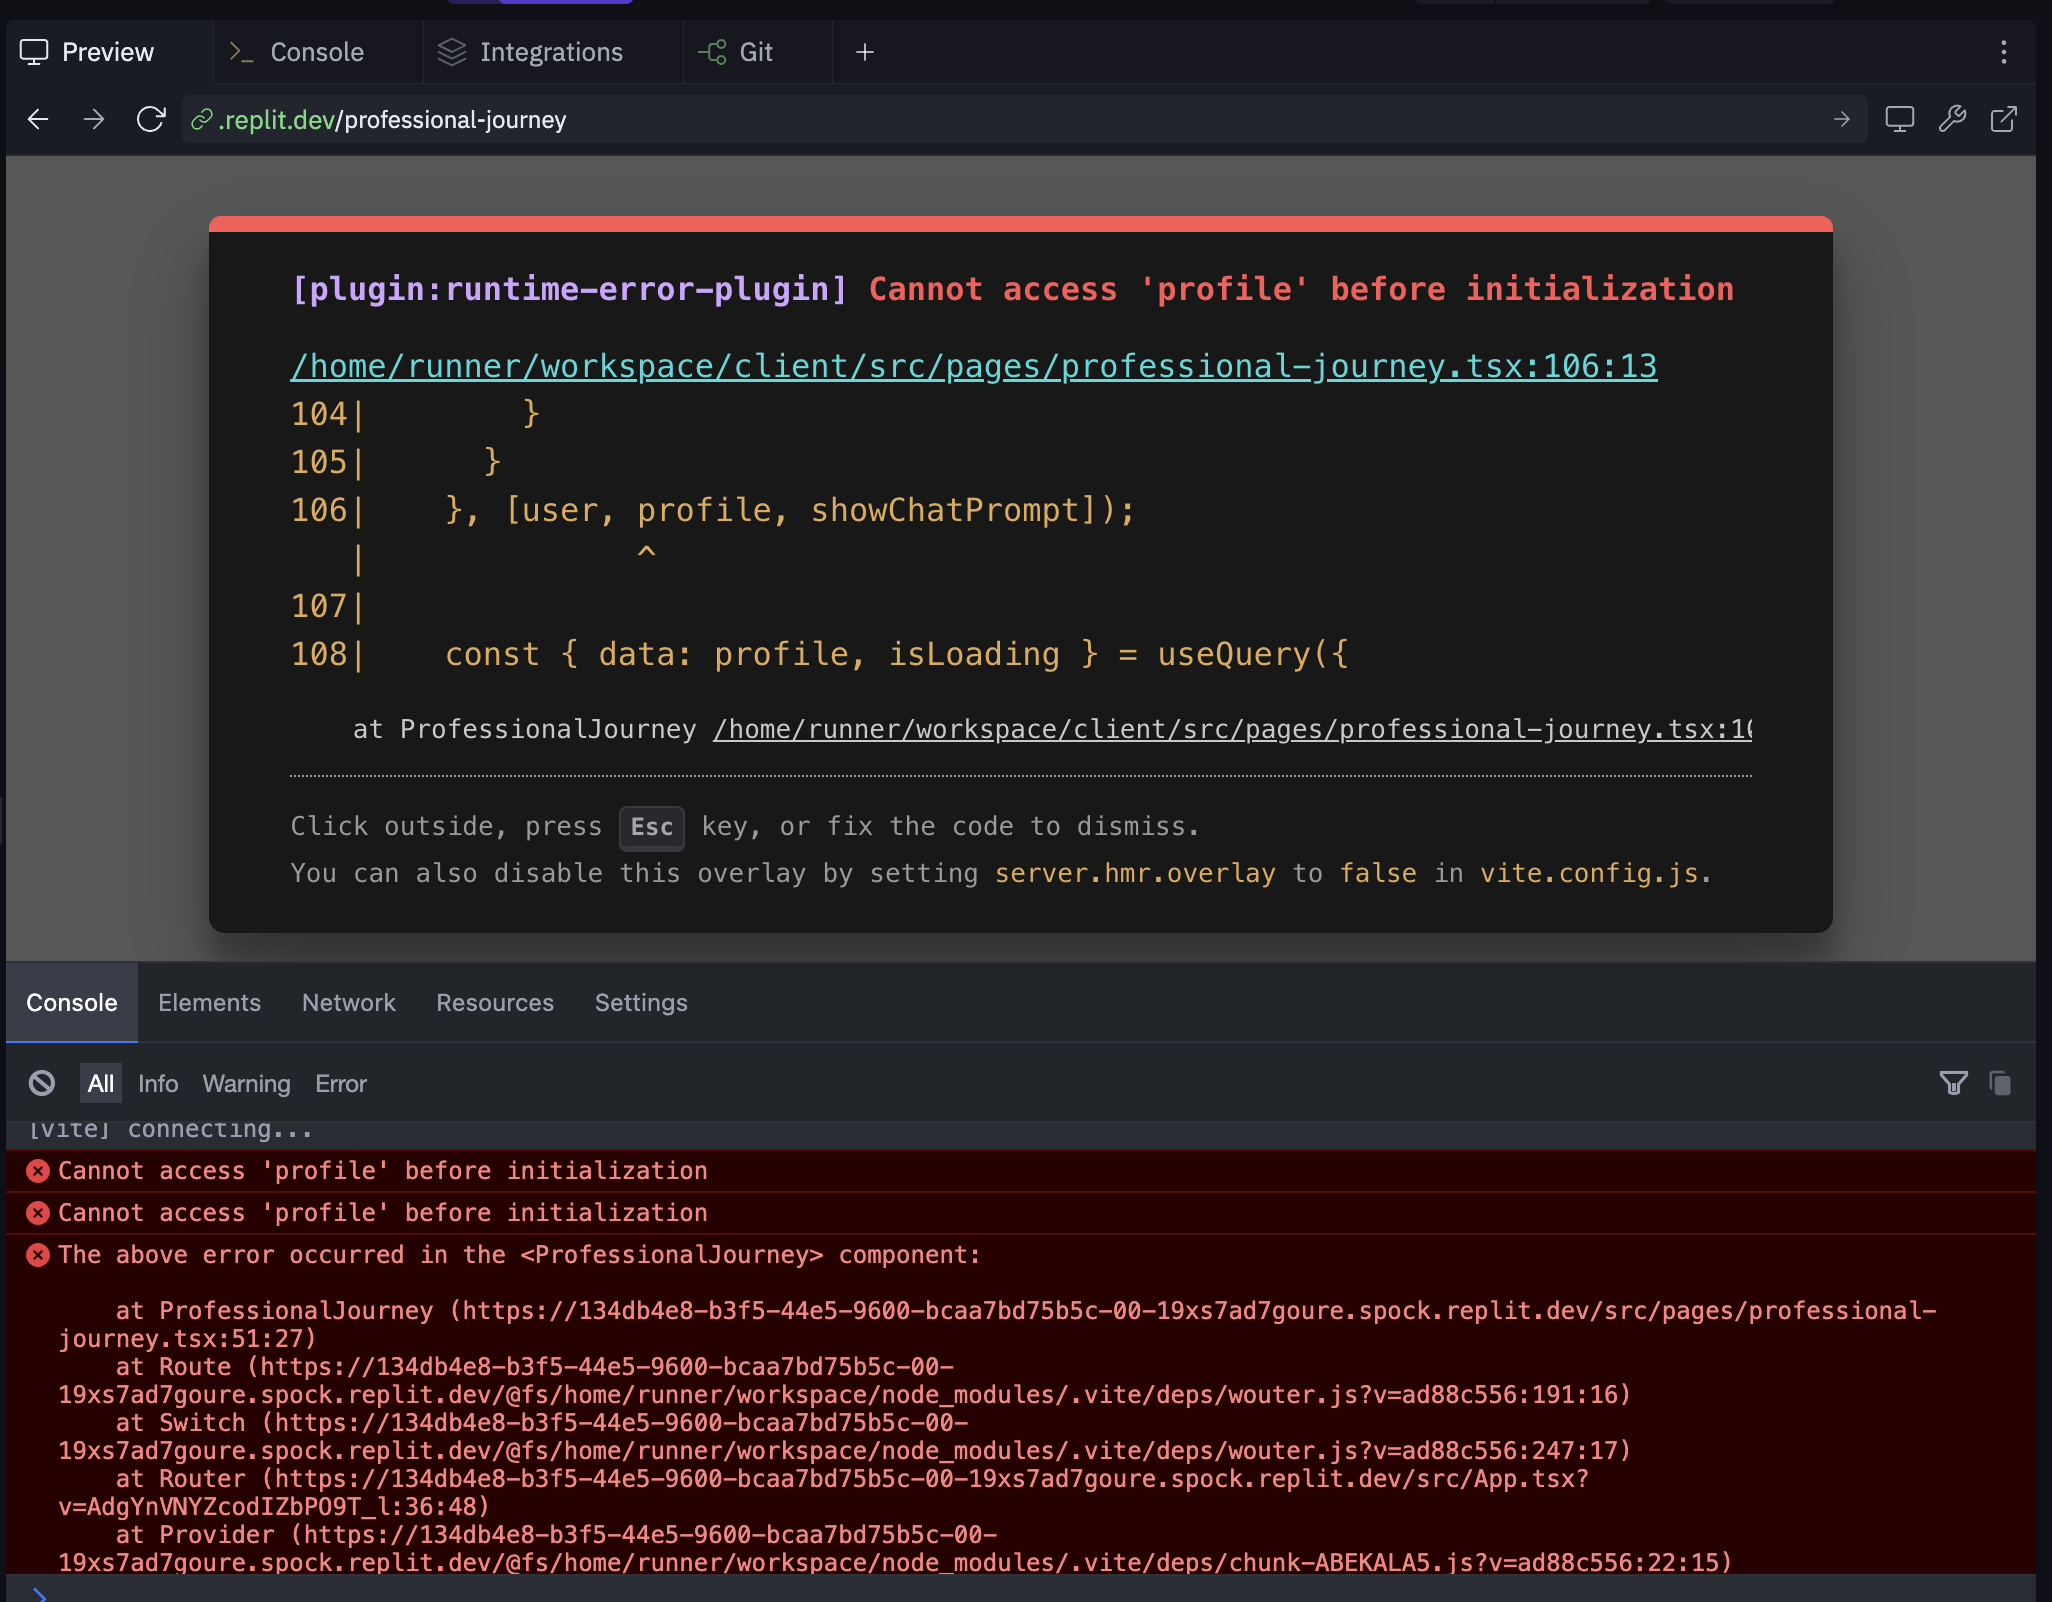 Preview
Console
Integrations
Git
.replit.dev/professional-journey
[plugin:runtime-error-plugin] Cannot access 'profile' before initialization
/home/runner/workspace/client/src/pages/professional-journey.tsx:106:13
104|        }
105|      }
106|    }, [user, profile, showChatPrompt]);
|              ^
107|
108|    const { data: profile, isLoading } = useQuery({
at ProfessionalJourney /home/runner/workspace/client/src/pages/professional-journey.tsx:10
Click outside, press Esc key, or fix the code to dismiss.
You can also disable this overlay by setting server.hmr.overlay to false in vite.config.js.
Console Elements Network Resources Settings
All Info Warning Error
[vite] connecting...
Cannot access 'profile' before initialization
Cannot access 'profile' before initialization
The above error occurred in the <ProfessionalJourney> component:
at ProfessionalJourney (https://134db4e8-b3f5-44e5-9600-bcaa7bd75b5c-00-19xs7ad7goure.spock.replit.dev/src/pages/professional-
journey.tsx:51:27)
at Route (https://134db4e8-b3f5-44e5-9600-bcaa7bd75b5c-00-
19xs7ad7goure.spock.replit.dev/@fs/home/runner/workspace/node_modules/.vite/deps/wouter.js?v=ad88c556:191:16)
at Switch (https://134db4e8-b3f5-44e5-9600-bcaa7bd75b5c-00-
19xs7ad7goure.spock.replit.dev/@fs/home/runner/workspace/node_modules/.vite/deps/wouter.js?v=ad88c556:247:17)
at Router (https://134db4e8-b3f5-44e5-9600-bcaa7bd75b5c-00-19xs7ad7goure.spock.replit.dev/src/App.tsx?
v=AdgYnVNYZcodIZbPO9T_l:36:48)
at Provider (https://134db4e8-b3f5-44e5-9600-bcaa7bd75b5c-00-
19xs7ad7goure.spock.replit.dev/@fs/home/runner/workspace/node_modules/.vite/deps/chunk-ABEKALA5.js?v=ad88c556:22:15)